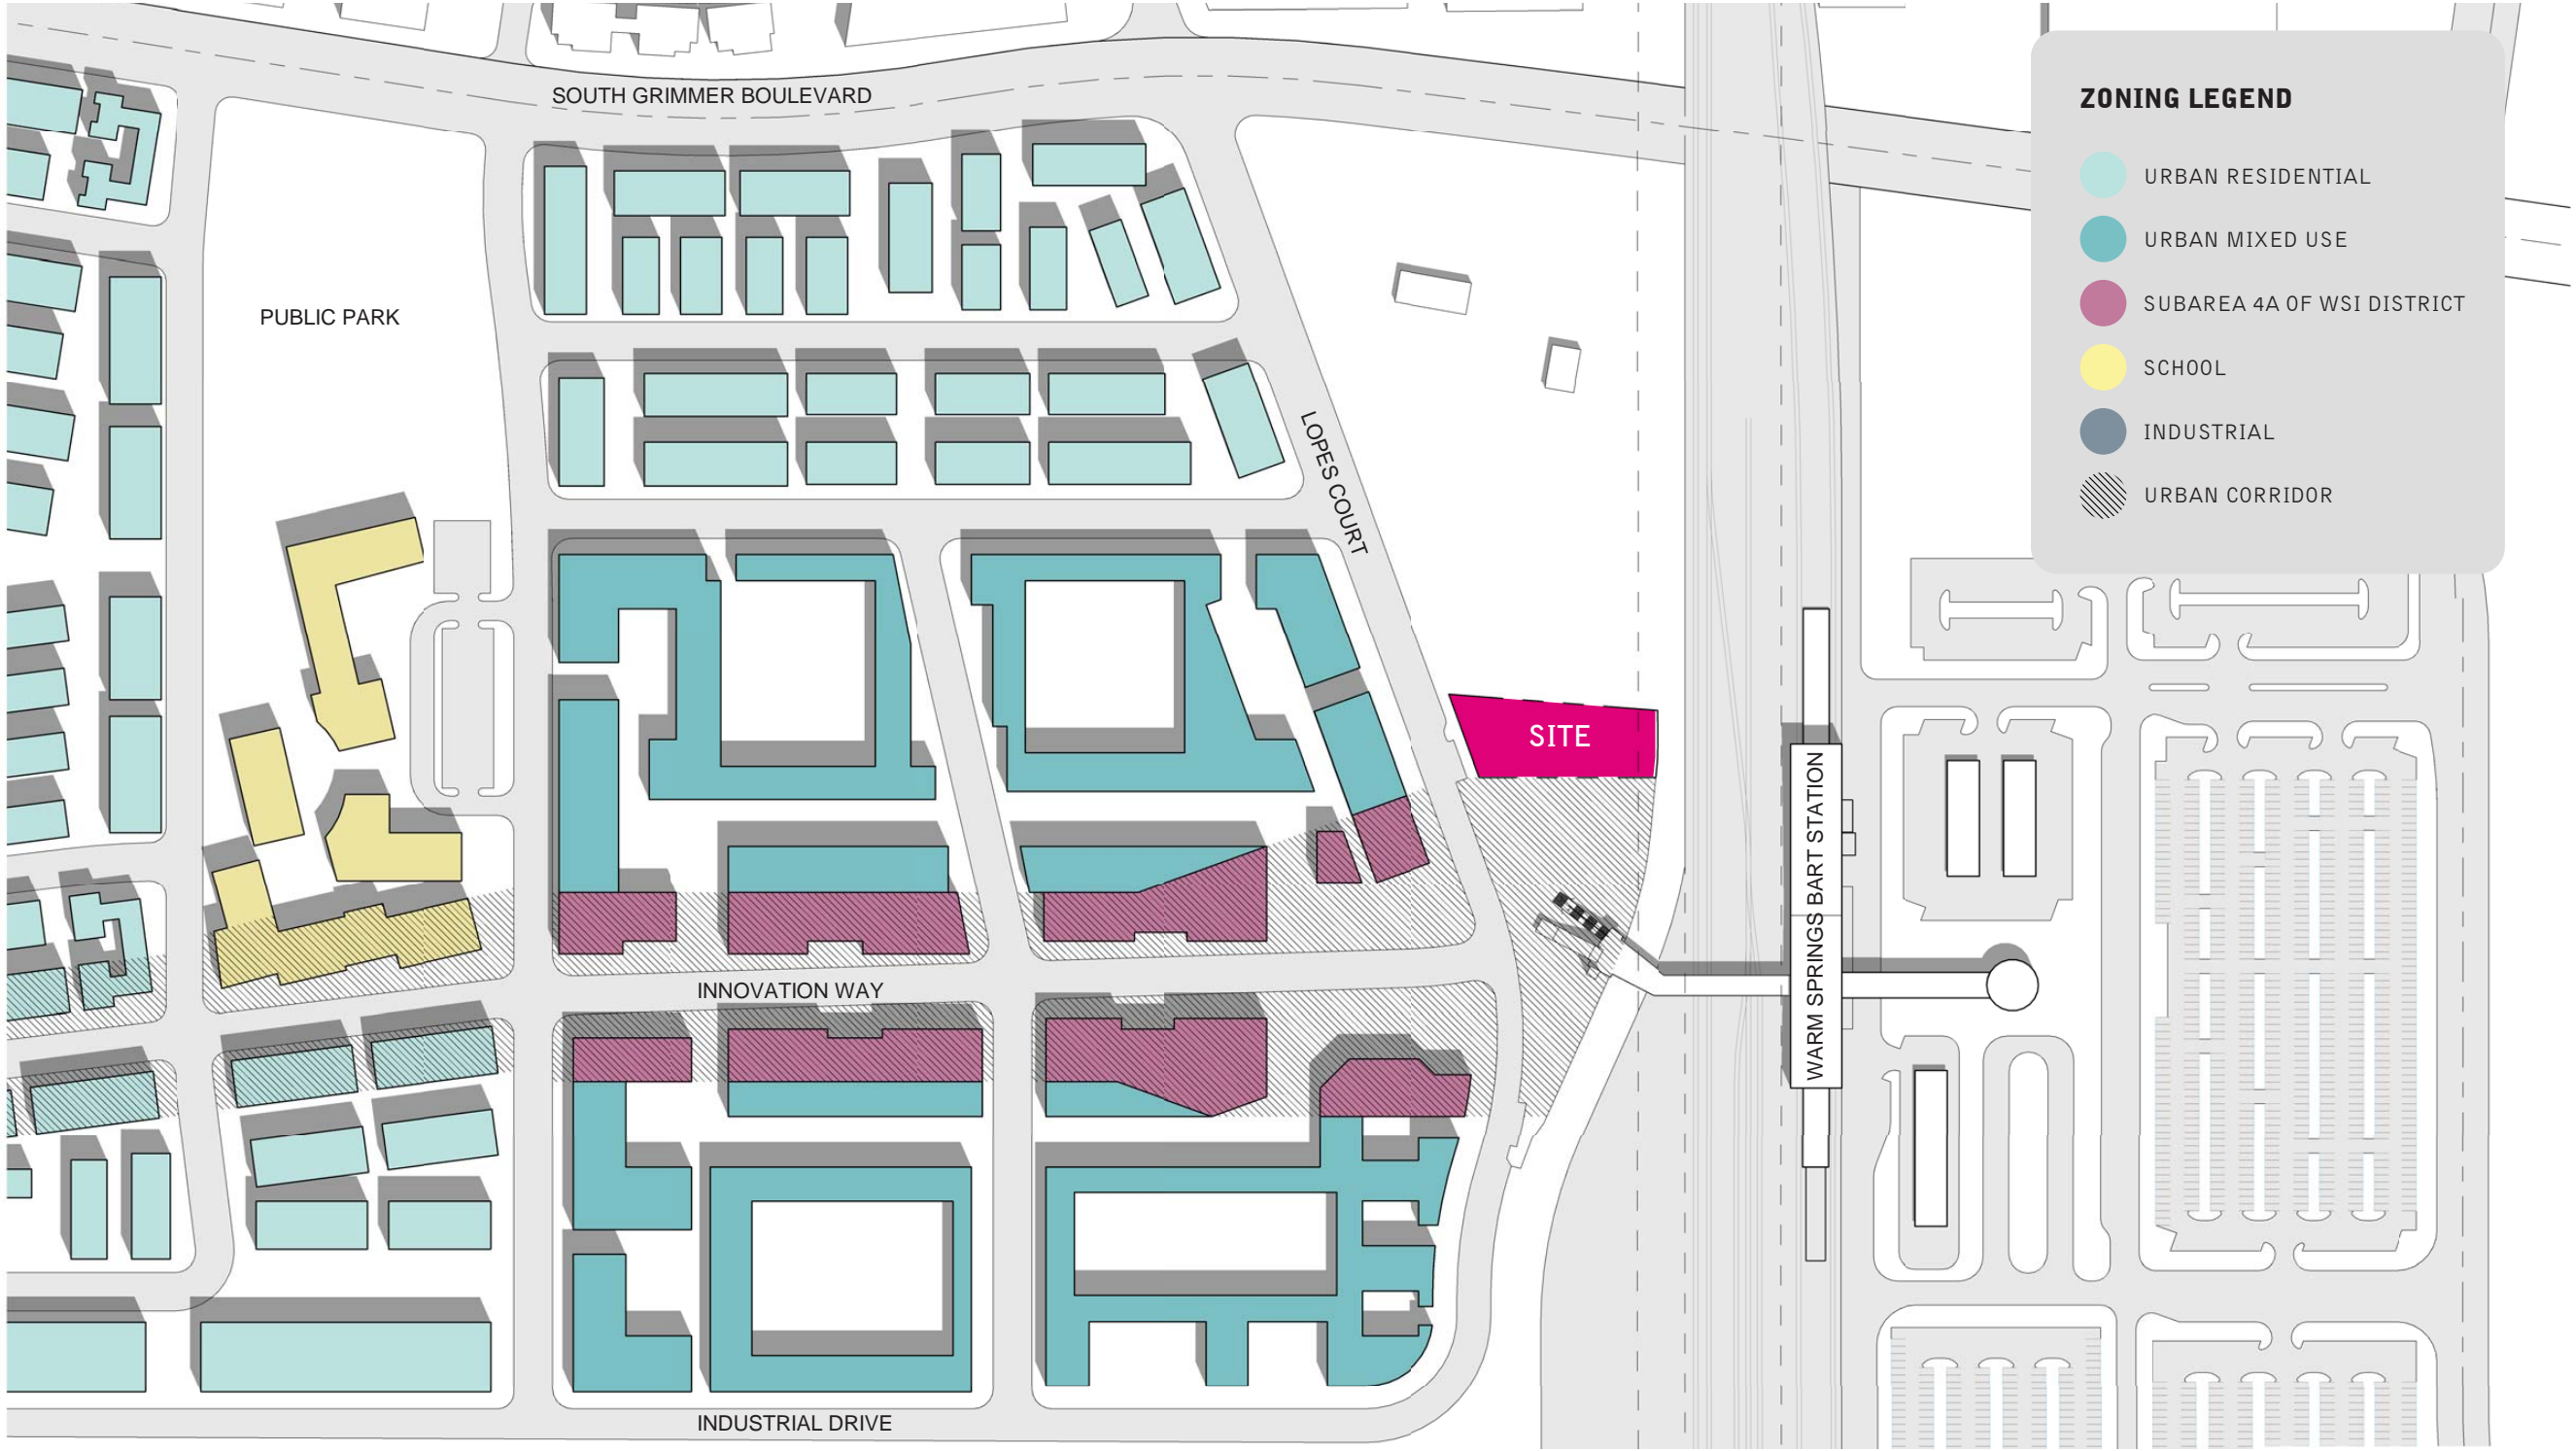 SOUTH GRIMMER BOULEVARD
ZONING LEGEND
URBAN RESIDENTIAL
URBAN MIXED USE
SUBAREA 4A OF WSI DISTRICT
SCHOOL
INDUSTRIAL
URBAN CORRIDOR
PUBLIC PARK
LOPES COURT
SITE
WARM SPRINGS BART STATION
INNOVATION WAY
INDUSTRIAL DRIVE